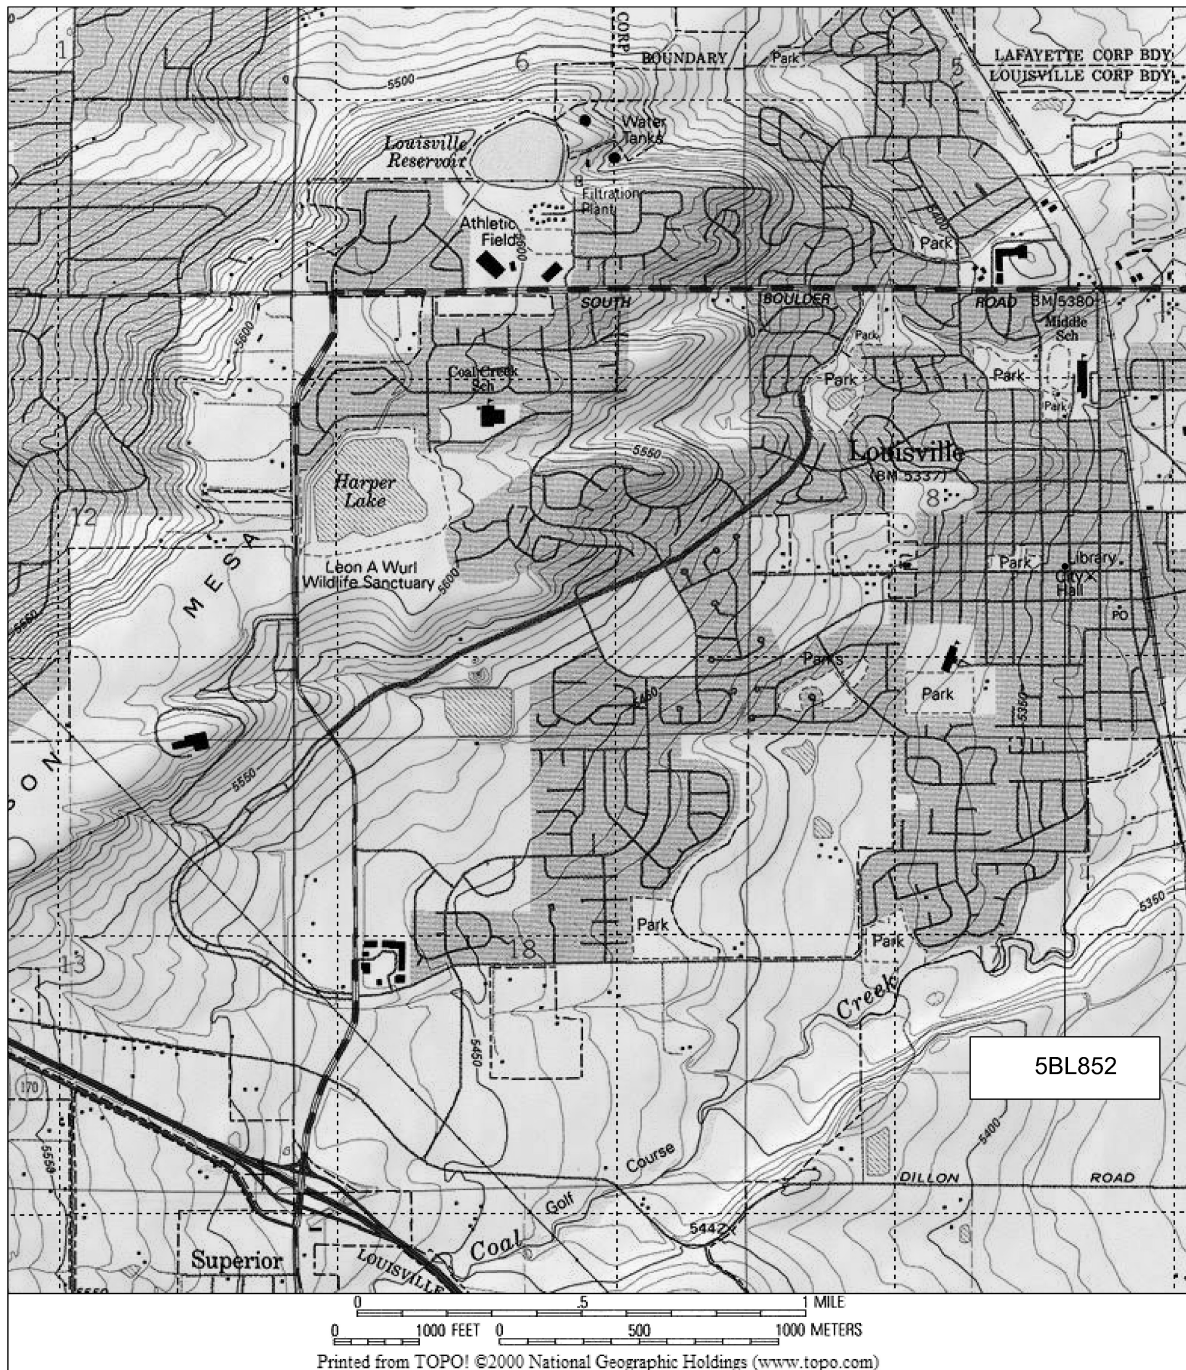 1
6
CORP
BOUNDARY
Park
5
LAFAYETTE CORP BDY
LOUISVILLE CORP BDY
5500
Louisville
Reservoir
Water
Tanks
Filtration
Plant
Athletic
Field
5600
5400
Park
SOUTH
BOULDER
ROAD
BM 5380
Middle
Sch
5600
Park
Coal Creek
Sch
Park
Park
Park
Louisville
(BM 5337)
5550
Harper
Lake
8
12
MESA
Leon A Wurl
Wildlife Sanctuary
5600
Park
Library
City
Hall
PO
5550
Parks
Park
5450
5350
ON
5550
5350
Park
Park
18
13
Creek
5450
5BL852
170
5550
5400
Course
Golf
DILLON
ROAD
5442
Coal
Superior
LOUISVILLE
5550
0 .5 1 MILE
0 1000 FEET 0 500 1000 METERS
Printed from TOPO! ©2000 National Geographic Holdings (www.topo.com)